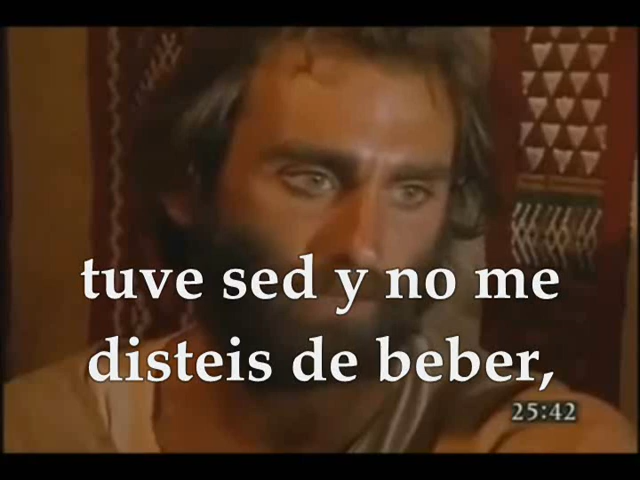 tuve sed y no me
disteis de beber,
25:42